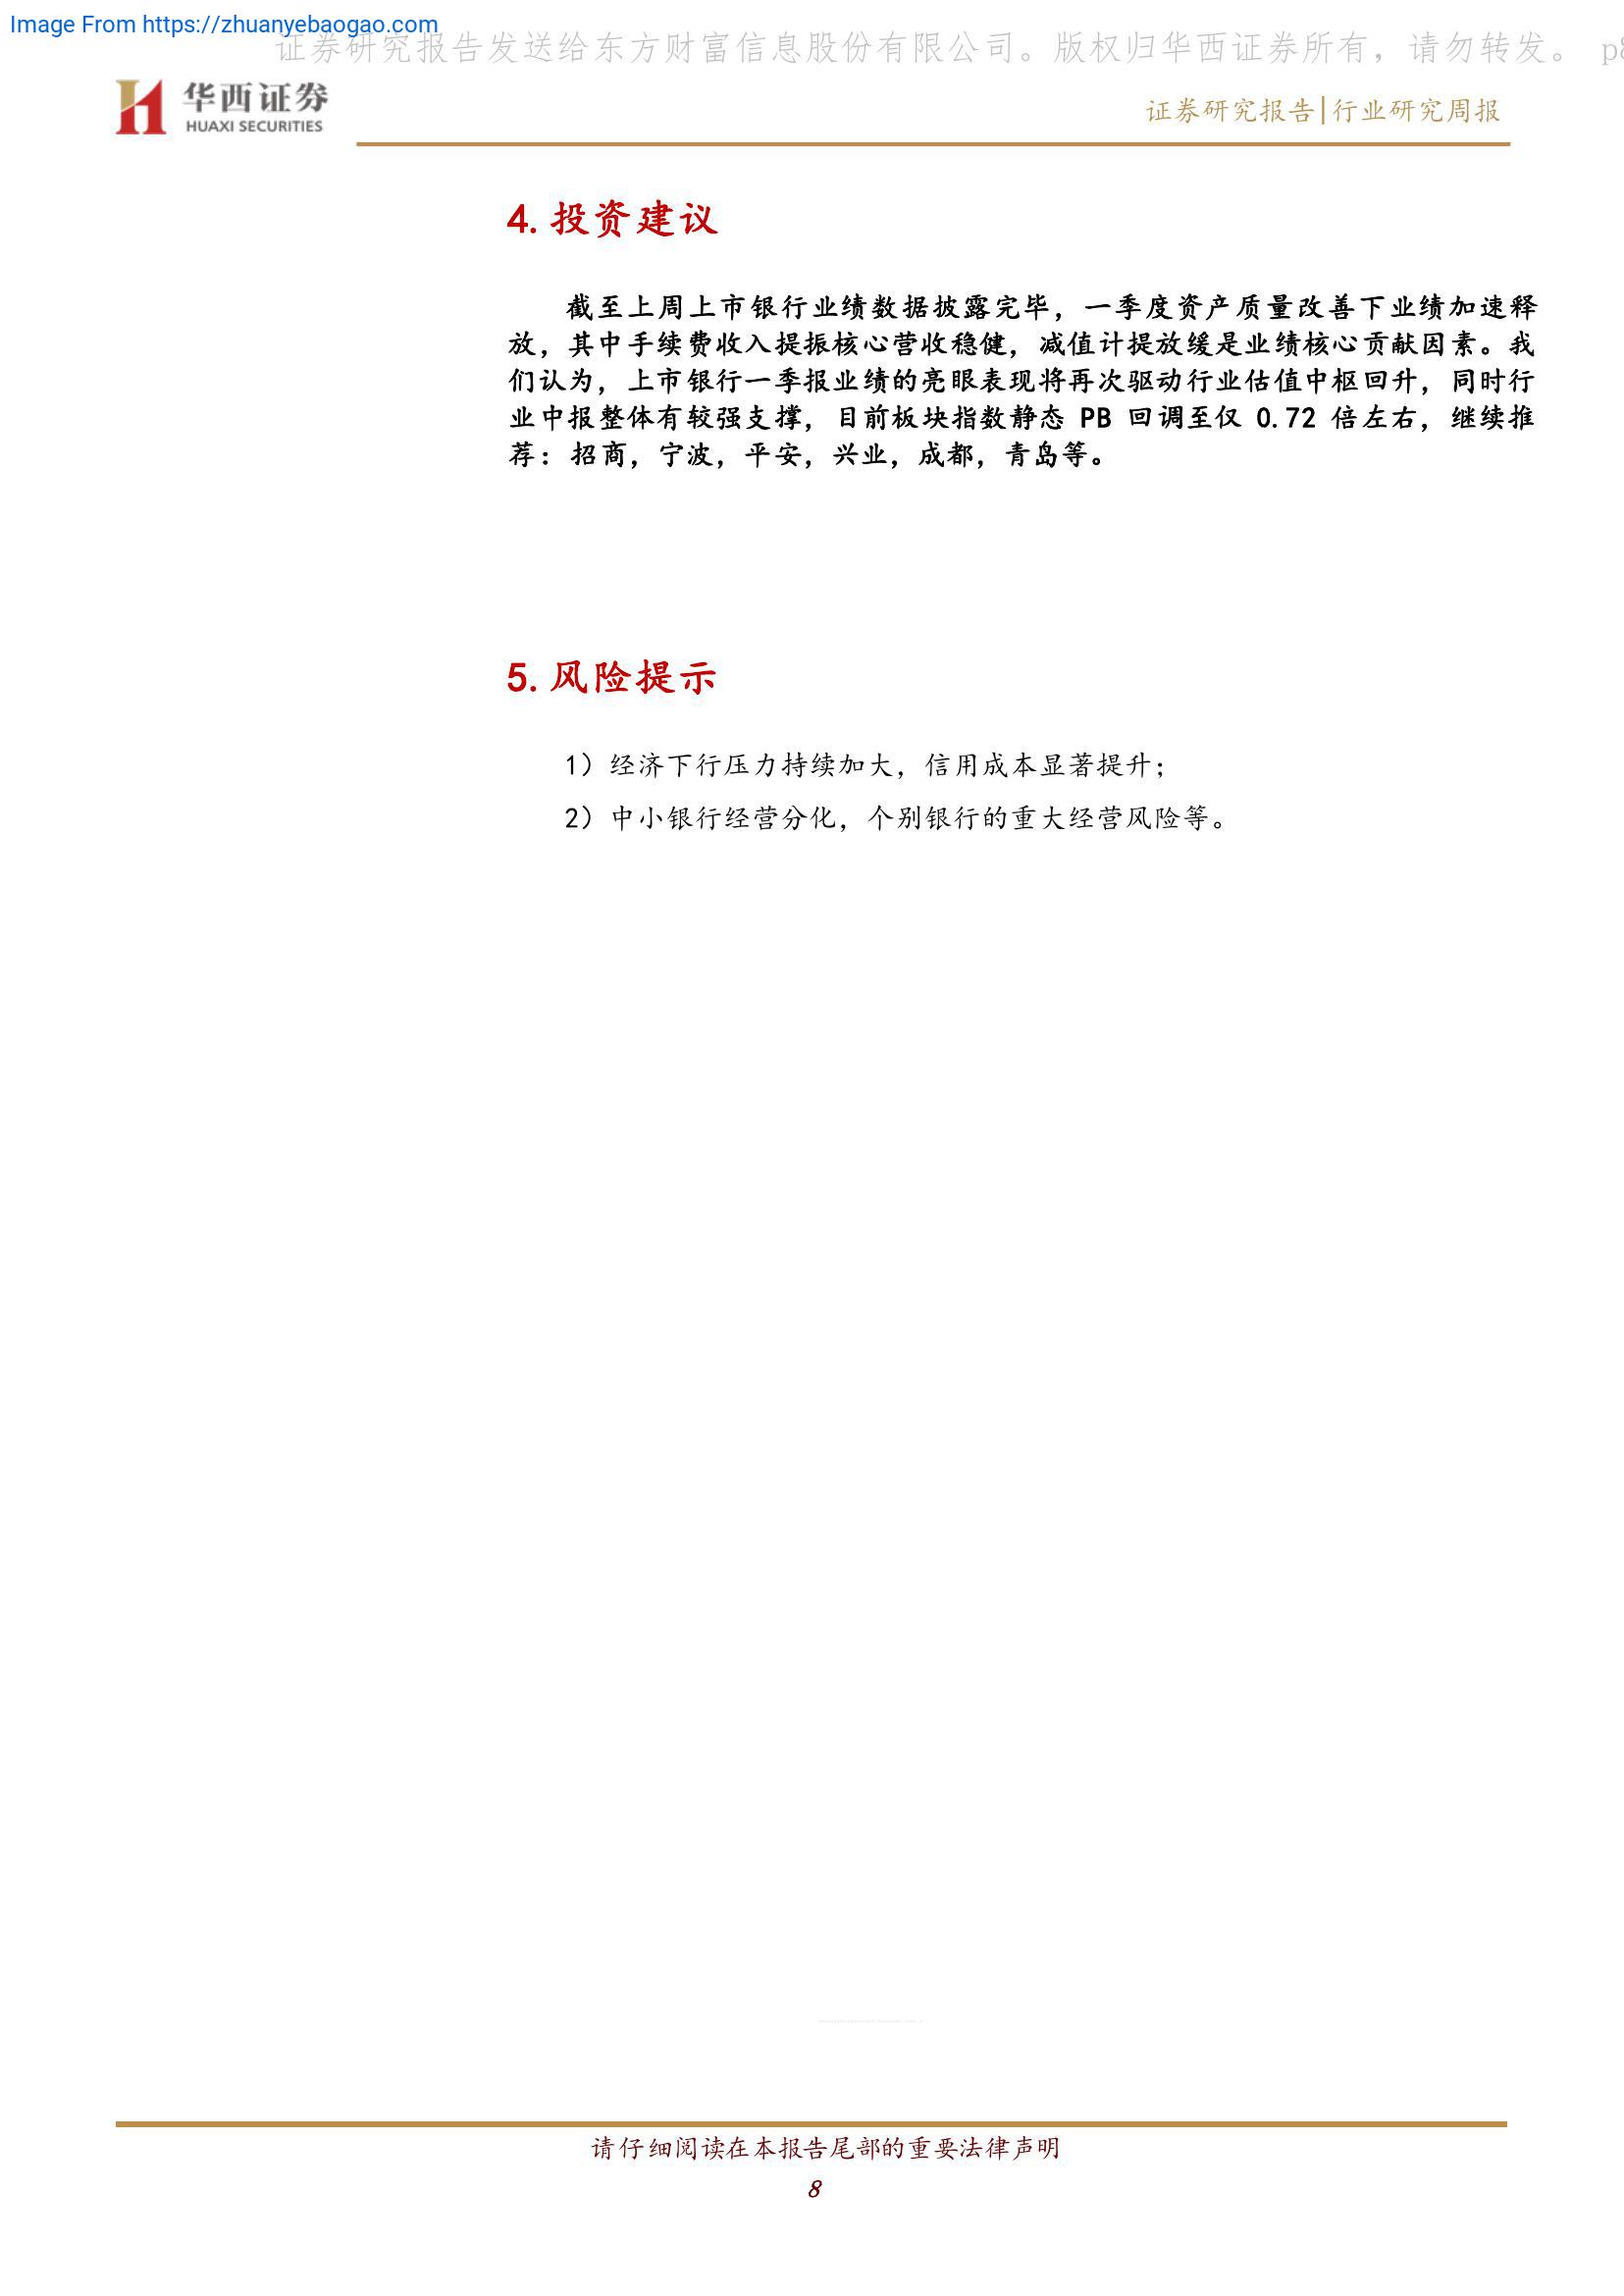 Image From https://zhuanyebaogao.com
证券研究报告发送给东方财富信息股份有限公司。版权归华西证券所有，请勿转发。 p8
华西证券
HUAXI SECURITIES
证券研究报告|行业研究周报
4. 投资建议
截至上周上市银行业绩数据披露完毕，一季度资产质量改善下业绩加速释
放，其中手续费收入提振核心营收稳健，减值计提放缓是业绩核心贡献因素。我
们认为，上市银行一季报业绩的亮眼表现将再次驱动行业估值中枢回升，同时行
业中报整体有较强支撑，目前板块指数静态 PB 回调至仅 0.72 倍左右，继续推
荐：招商，宁波，平安，兴业，成都，青岛等。
5. 风险提示
1）经济下行压力持续加大，信用成本显著提升；
2）中小银行经营分化，个别银行的重大经营风险等。
请仔细阅读在本报告尾部的重要法律声明
8